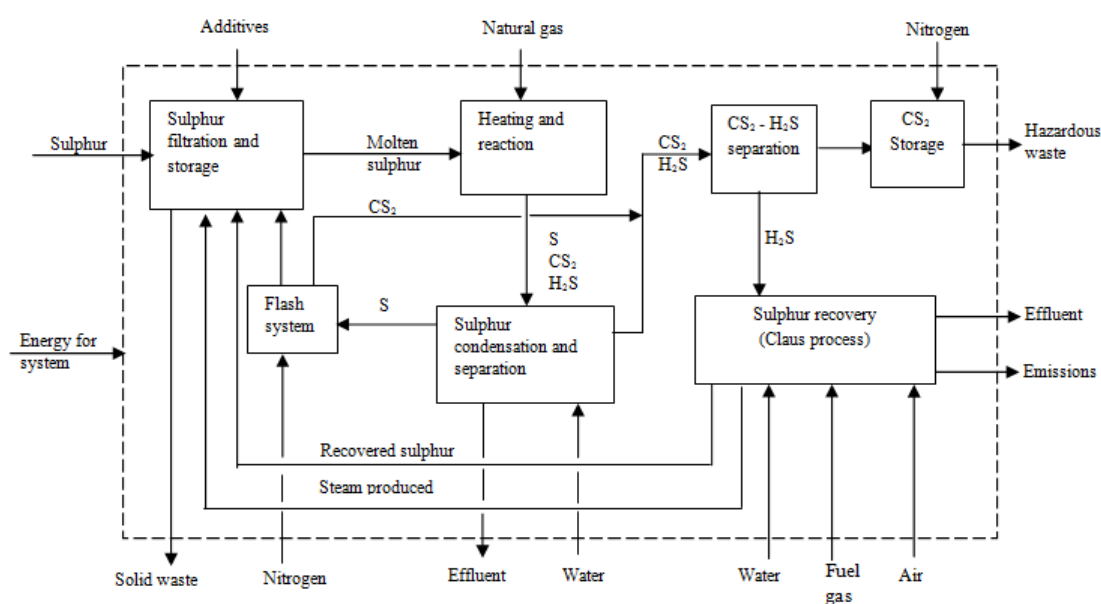 Additives
Natural gas
Nitrogen
Sulphur
Sulphur
filtration and
storage
Molten
sulphur
Heating and
reaction
CS₂
H₂S
CS₂ - H₂S
separation
CS₂
Storage
Hazardous
waste
CS₂
S
CS₂
H₂S
H₂S
Energy for
system
Flash
system
S
Sulphur
condensation and
separation
Sulphur recovery
(Claus process)
Effluent
Emissions
Recovered sulphur
Steam produced
Solid waste
Nitrogen
Effluent
Water
Water
Fuel
gas
Air